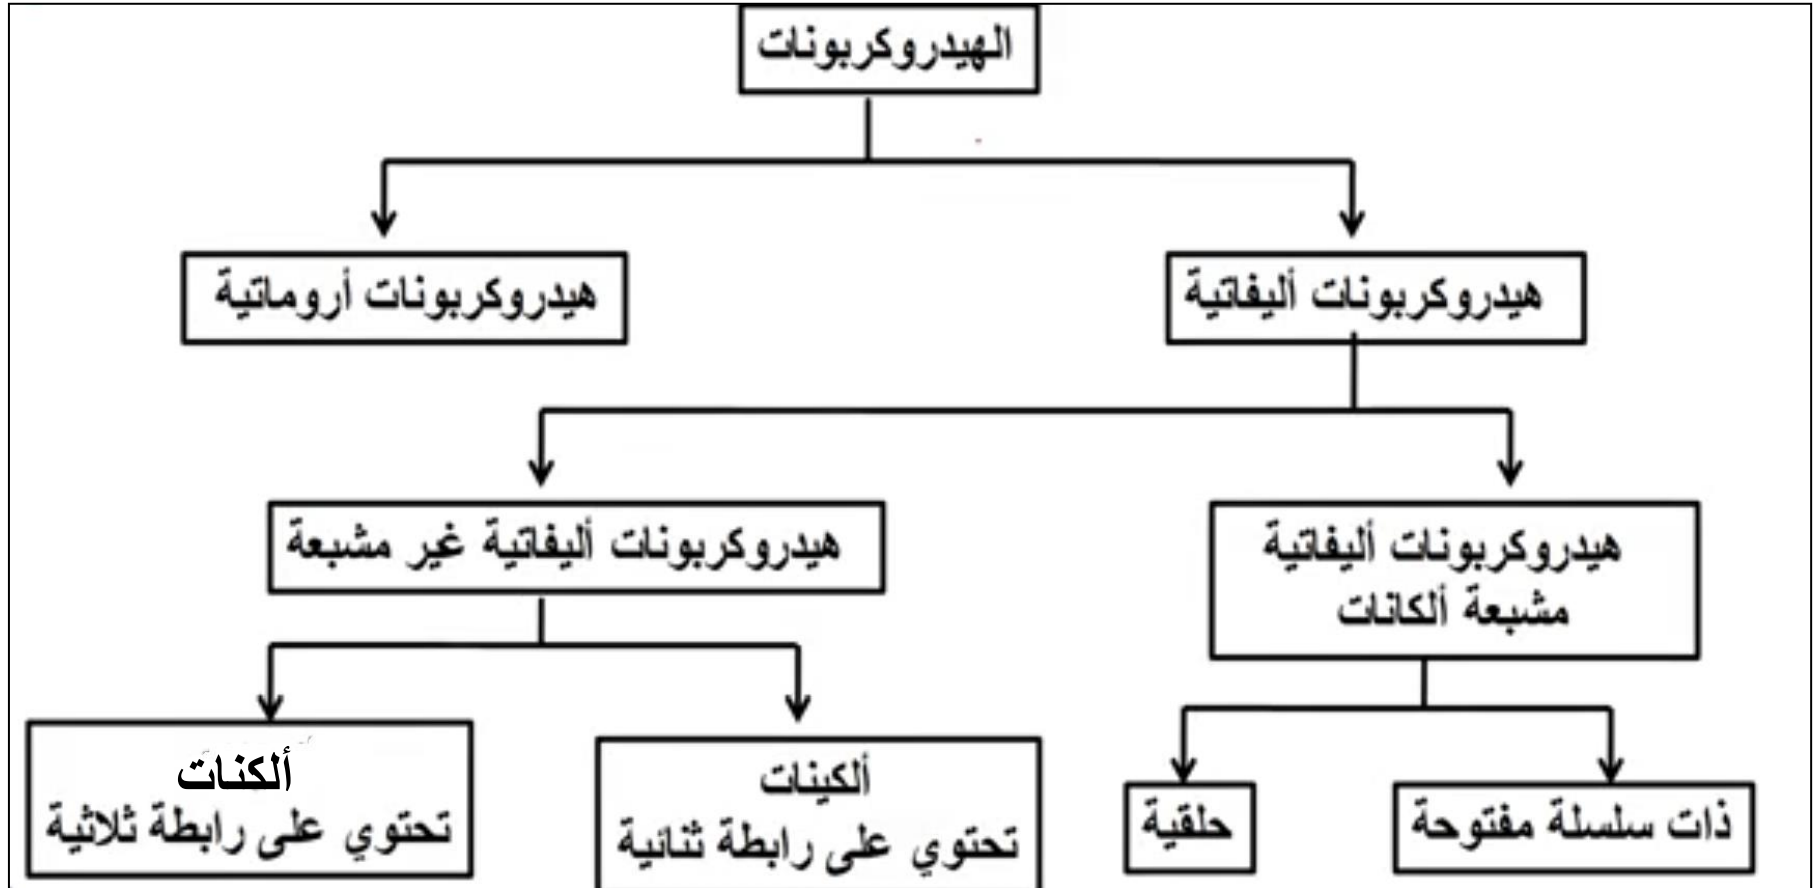 الهيدروكربونات
هيدروكربونات أليفاتية
هيدروكربونات أروماتية
هيدروكربونات أليفاتية
مشبعة ألكانات
هيدروكربونات أليفاتية غير مشبعة
ذات سلسلة مفتوحة
حلقية
ألكينات
تحتوي على رابطة ثنائية
ألكنات
تحتوي على رابطة ثلاثية